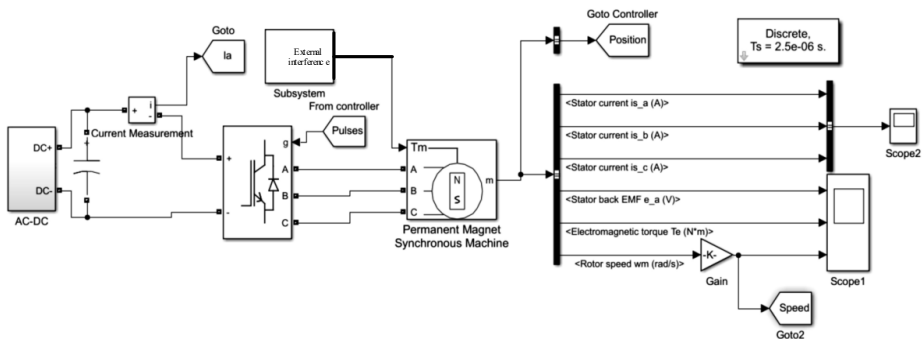 Goto
Ia
External
interference
Subsystem
Goto Controller
Position
Discrete,
Ts = 2.5e-06 s.
DC+
DC-
AC-DC
+
+
i
-
Current Measurement
From controller
Pulses
g
+
-
A
B
C
Tm
A
B
C
N
S
m
Permanent Magnet
Synchronous Machine
<Stator current is_a (A)>
<Stator current is_b (A)>
<Stator current is_c (A)>
<Stator back EMF e_a (V)>
<Electromagnetic torque Te (N*m)>
<Rotor speed wm (rad/s)>
-K-
Gain
Scope2
Scope1
Speed
Goto2